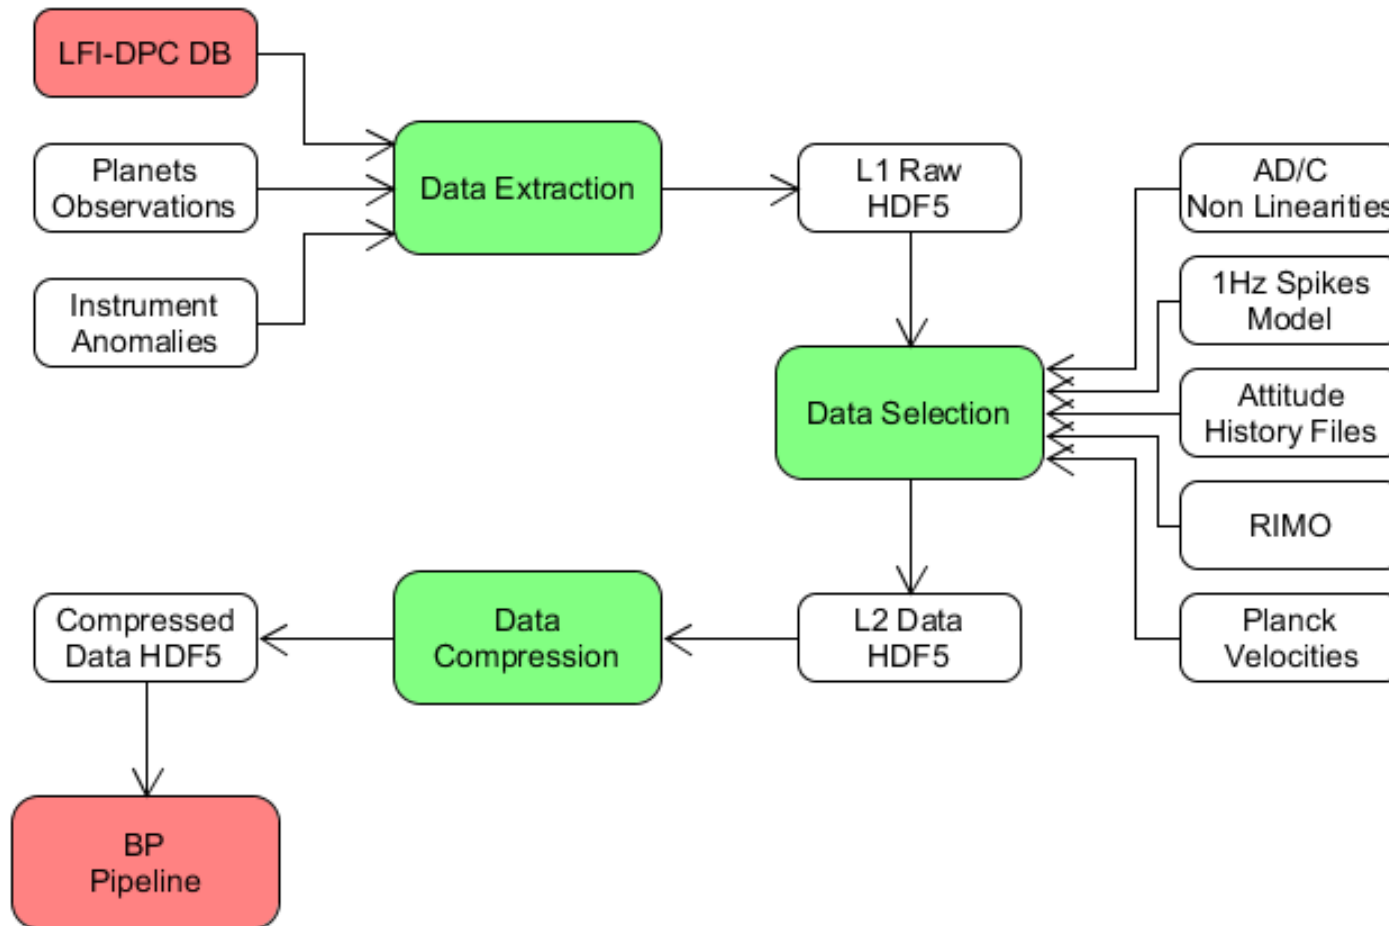 LFI-DPC DB
Planets
Observations
Instrument
Anomalies
Data Extraction
L1 Raw
HDF5
AD/C
Non Linearities
1Hz Spikes
Model
Attitude
History Files
RIMO
Planck
Velocities
Data Selection
L2 Data
HDF5
Data
Compression
Compressed
Data HDF5
BP
Pipeline